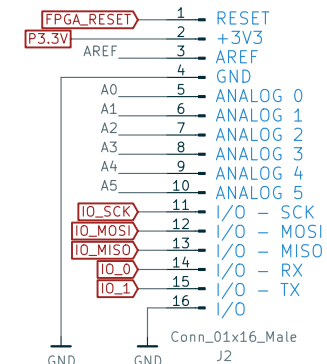 FPGA_RESET 1 RESET
P3.3V 2 +3V3
AREF 3 AREF
4 GND
A0 5 ANALOG 0
A1 6 ANALOG 1
A2 7 ANALOG 2
A3 8 ANALOG 3
A4 9 ANALOG 4
A5 10 ANALOG 5
IO_SCK 11 I/O - SCK
IO_MOSI 12 I/O - MOSI
IO_MISO 13 I/O - MISO
IO_0 14 I/O - RX
IO_1 15 I/O - TX
16 I/O
Conn_01x16_Male
GND GND J2